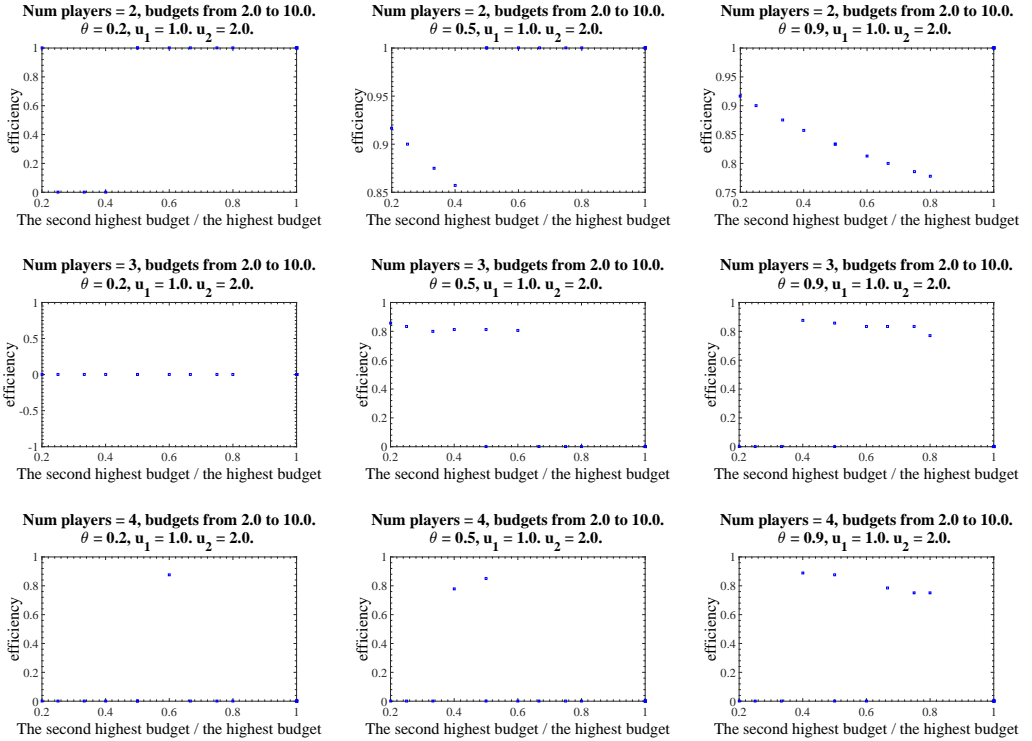 Num players = 2, budgets from 2.0 to 10.0.
θ = 0.2, u_1 = 1.0. u_2 = 2.0.
1
0.8
0.6
0.4
0.2
0
efficiency
0.2 0.4 0.6 0.8 1
The second highest budget / the highest budget
Num players = 2, budgets from 2.0 to 10.0.
θ = 0.5, u_1 = 1.0. u_2 = 2.0.
1
0.95
0.9
0.85
efficiency
0.2 0.4 0.6 0.8 1
The second highest budget / the highest budget
Num players = 2, budgets from 2.0 to 10.0.
θ = 0.9, u_1 = 1.0. u_2 = 2.0.
1
0.95
0.9
0.85
0.8
0.75
efficiency
0.2 0.4 0.6 0.8 1
The second highest budget / the highest budget
Num players = 3, budgets from 2.0 to 10.0.
θ = 0.2, u_1 = 1.0. u_2 = 2.0.
1
0.5
0
-0.5
-1
efficiency
0.2 0.4 0.6 0.8 1
The second highest budget / the highest budget
Num players = 3, budgets from 2.0 to 10.0.
θ = 0.5, u_1 = 1.0. u_2 = 2.0.
1
0.8
0.6
0.4
0.2
0
efficiency
0.2 0.4 0.6 0.8 1
The second highest budget / the highest budget
Num players = 3, budgets from 2.0 to 10.0.
θ = 0.9, u_1 = 1.0. u_2 = 2.0.
1
0.8
0.6
0.4
0.2
0
efficiency
0.2 0.4 0.6 0.8 1
The second highest budget / the highest budget
Num players = 4, budgets from 2.0 to 10.0.
θ = 0.2, u_1 = 1.0. u_2 = 2.0.
1
0.8
0.6
0.4
0.2
0
efficiency
0.2 0.4 0.6 0.8 1
The second highest budget / the highest budget
Num players = 4, budgets from 2.0 to 10.0.
θ = 0.5, u_1 = 1.0. u_2 = 2.0.
1
0.8
0.6
0.4
0.2
0
efficiency
0.2 0.4 0.6 0.8 1
The second highest budget / the highest budget
Num players = 4, budgets from 2.0 to 10.0.
θ = 0.9, u_1 = 1.0. u_2 = 2.0.
1
0.8
0.6
0.4
0.2
0
efficiency
0.2 0.4 0.6 0.8 1
The second highest budget / the highest budget